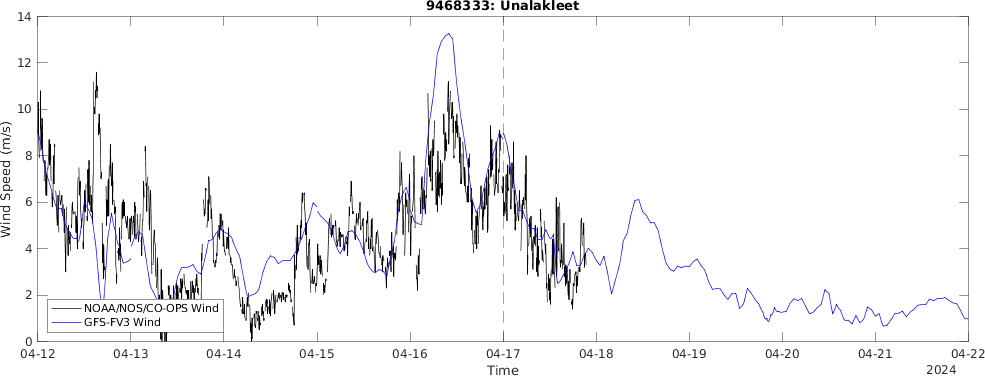 9468333: Unalakleet
14
12
10
8
6
4
2
0
Wind Speed (m/s)
NOAA/NOS/CO-OPS Wind
GFS-FV3 Wind
04-12 04-13 04-14 04-15 04-16 04-17 04-18 04-19 04-20 04-21 04-22
Time
2024